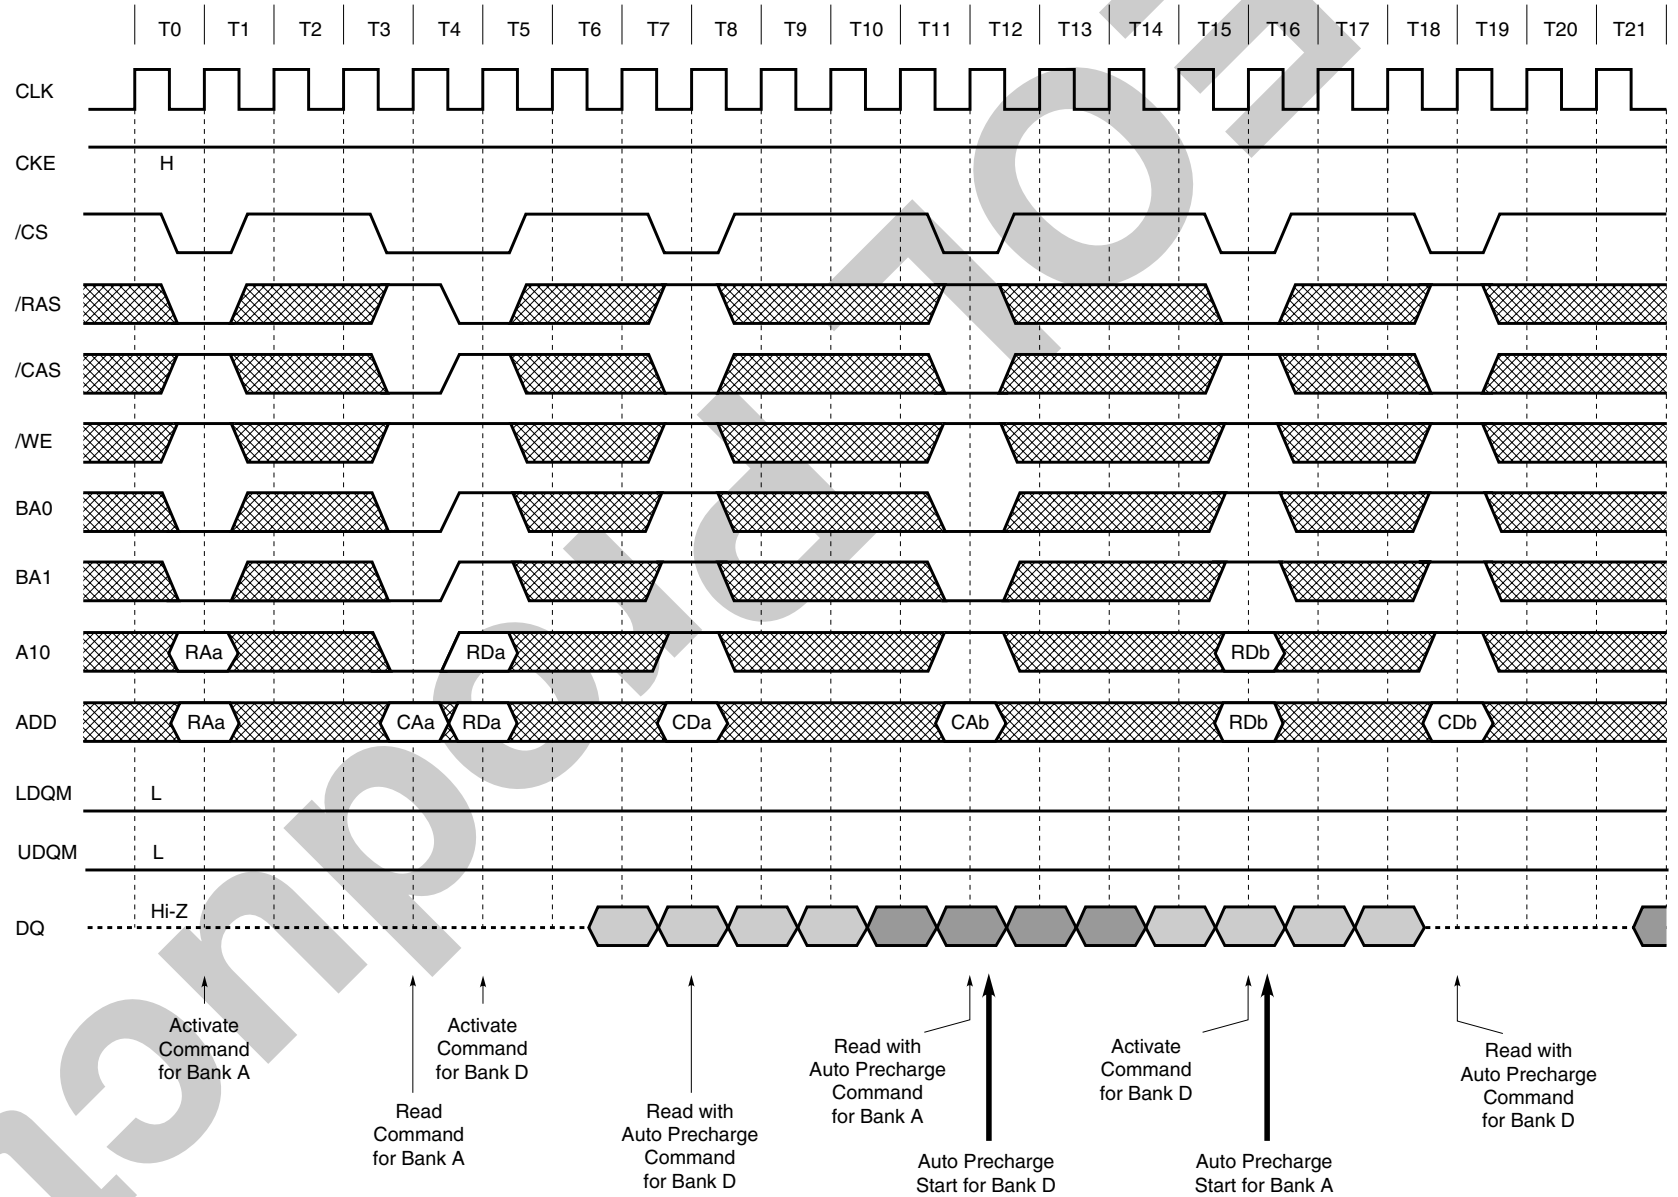 T0 T1 T2 T3 T4 T5 T6 T7 T8 T9 T10 T11 T12 T13 T14 T15 T16 T17 T18 T19 T20 T21
CLK
CKE H
/CS
/RAS
/CAS
/WE
BA0
BA1
A10 RAa RDa RDb
ADD RAa CAa RDa CDa CAb RDb CDb
LDQM L
UDQM L
DQ Hi-Z
Activate
Command
for Bank A
Read
Command
for Bank A
Activate
Command
for Bank D
Read with
Auto Precharge
Command
for Bank D
Read with
Auto Precharge
Command
for Bank A
Auto Precharge
Start for Bank D
Activate
Command
for Bank D
Auto Precharge
Start for Bank A
Read with
Auto Precharge
Command
for Bank D
EOL Product